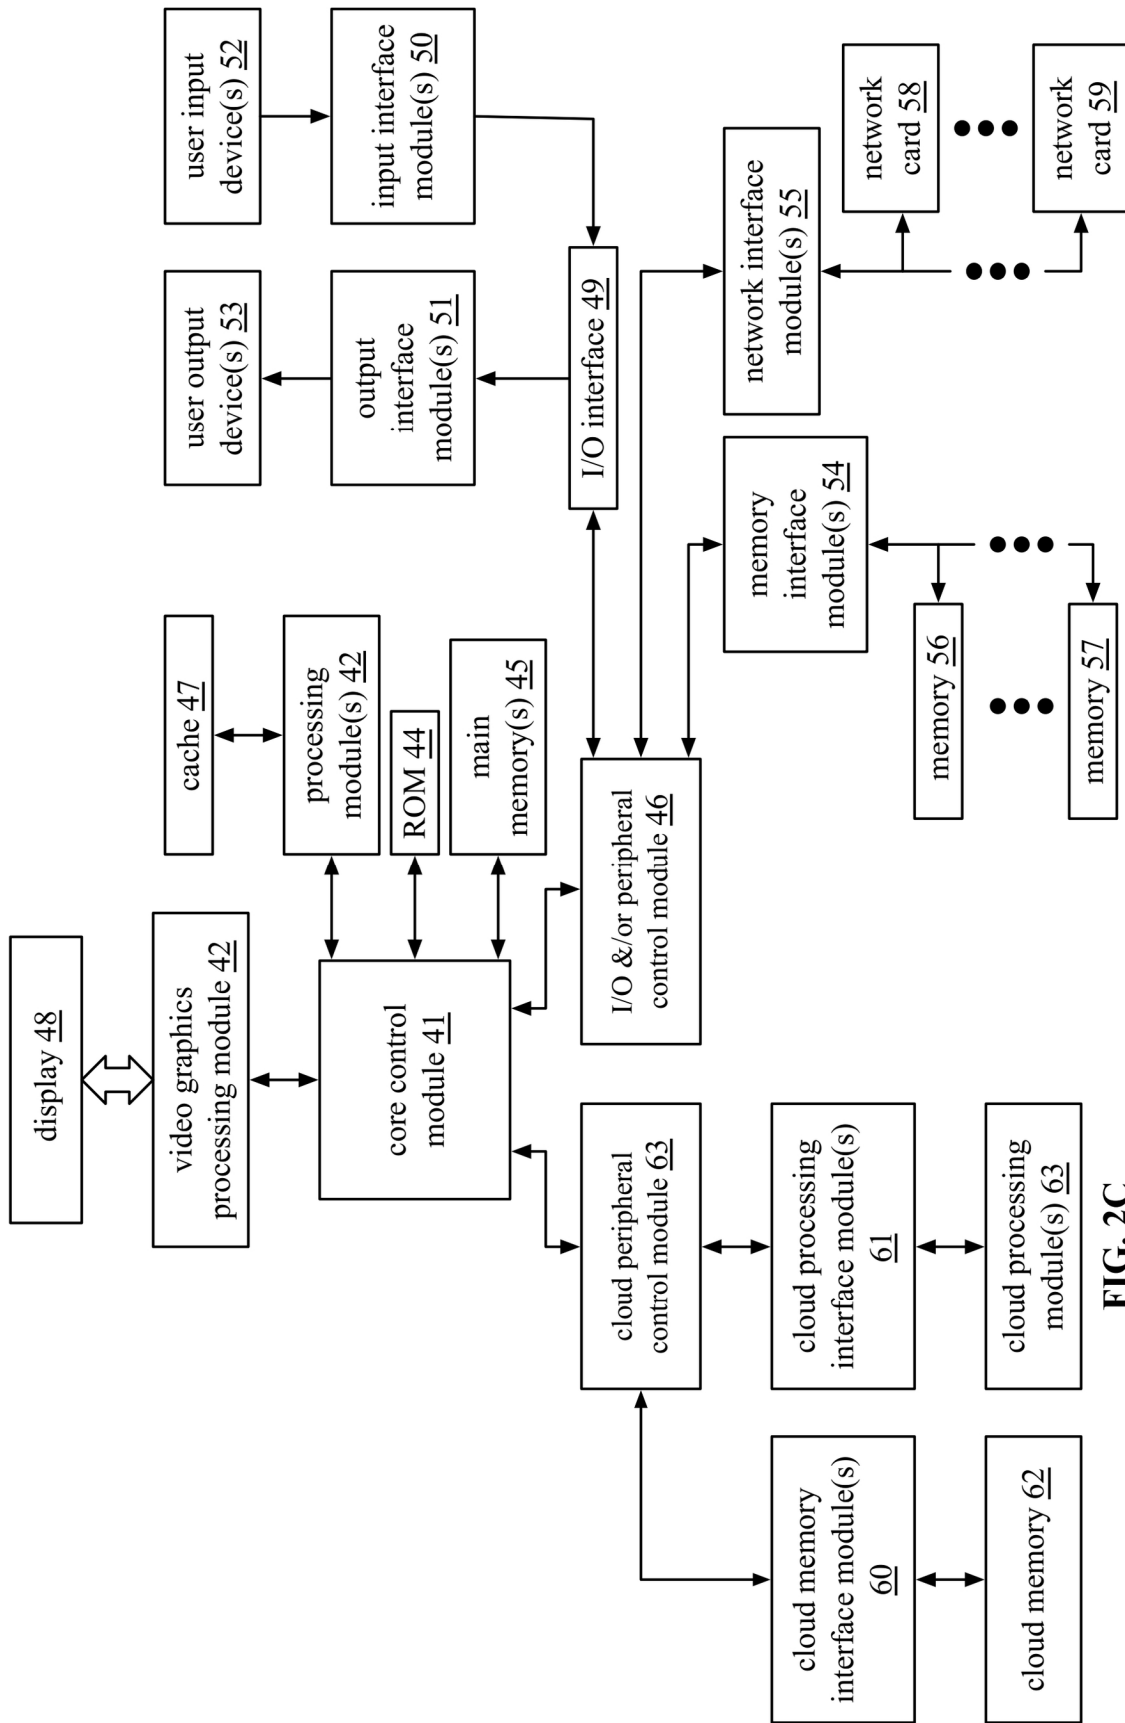 display 48
video graphics
processing module 42
core control
module 41
cache 47
processing
module(s) 42
ROM 44
main
memory(s) 45
user output
device(s) 53
user input
device(s) 52
output
interface
module(s) 51
input interface
module(s) 50
I/O interface 49
cloud peripheral
control module 63
I/O &/or peripheral
control module 46
cloud memory
interface module(s)
60
cloud processing
interface module(s)
61
memory
interface
module(s) 54
network interface
module(s) 55
cloud memory 62
cloud processing
module(s) 63
memory 56
memory 57
network
card 58
network
card 59
FIG. 2C